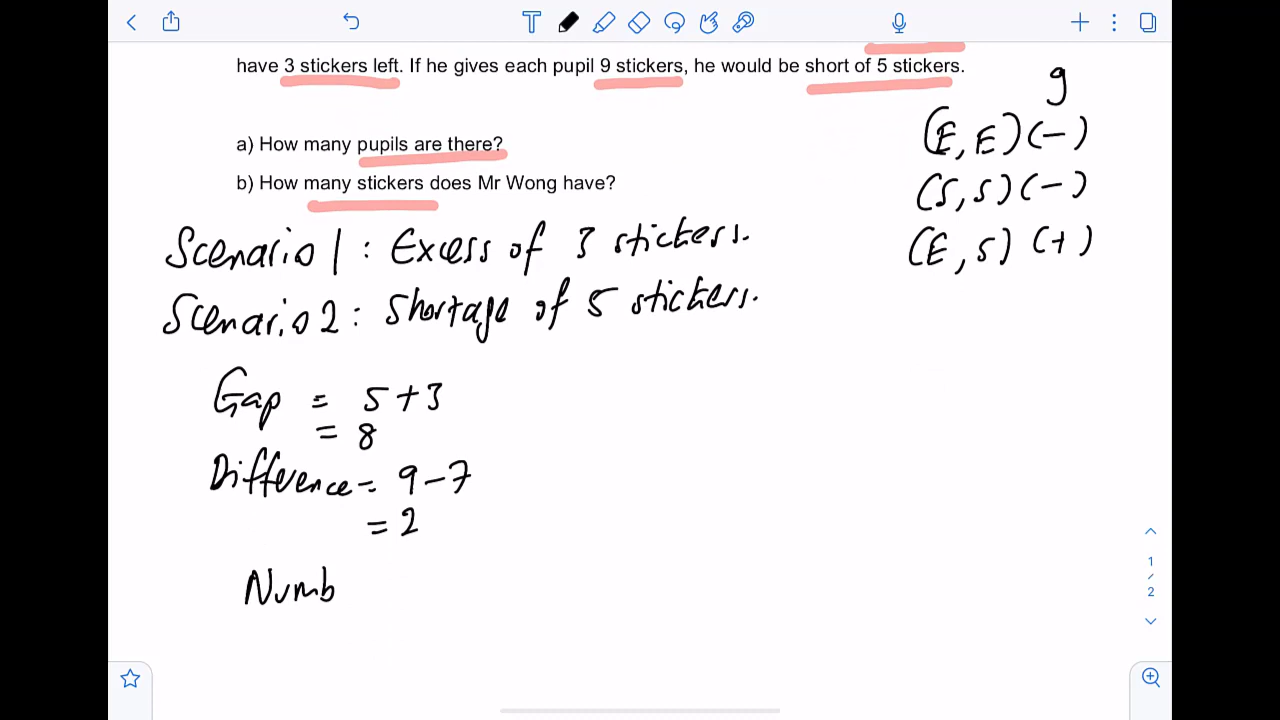 have 3 stickers left. If he gives each pupil 9 stickers, he would be short of 5 stickers.
a) How many pupils are there?
b) How many stickers does Mr Wong have?
g
(E, E) (-)
(S, S) (-)
(E, S) (+)
Scenario 1 : Excess of 3 stickers.
Scenario 2 : Shortage of 5 stickers.
Gap = 5 + 3
= 8
Difference = 9 - 7
= 2
Numb
1
/
2
T